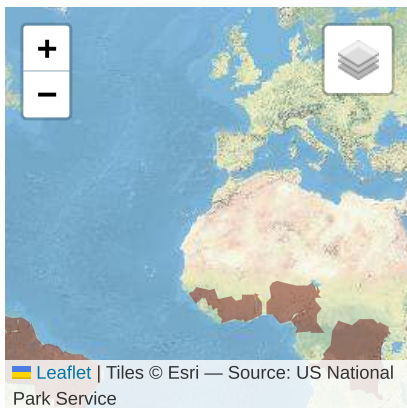 +
−
Leaflet | Tiles © Esri — Source: US National
Park Service